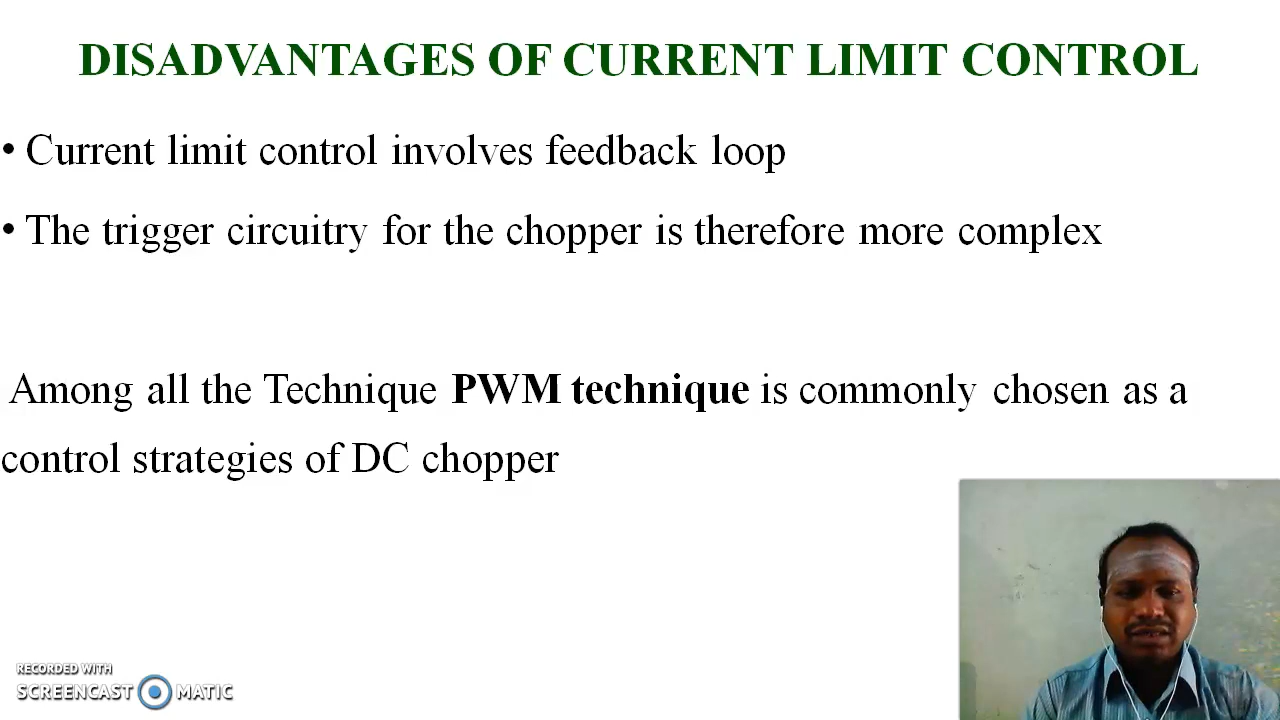 DISADVANTAGES OF CURRENT LIMIT CONTROL
• Current limit control involves feedback loop
• The trigger circuitry for the chopper is therefore more complex
Among all the Technique PWM technique is commonly chosen as a
control strategies of DC chopper
RECORDED WITH
SCREENCAST MATIC